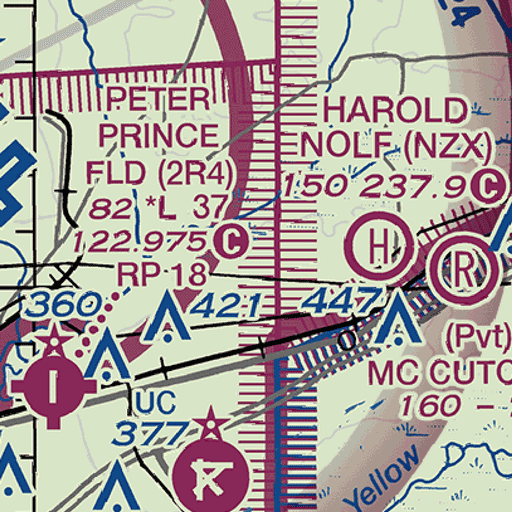 24
PETER
PRINCE
FLD (2R4)
82 *L 37
122.975 C
RP 18
HAROLD
NOLF (NZX)
150 237.9 C
H
R
360
421
447
(Pvt)
MC CUTC
160 -
UC
377
Yellow